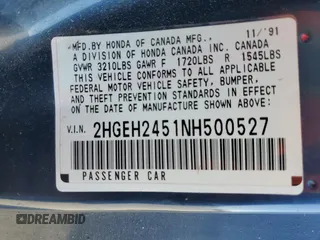 MFD.BY HONDA OF CANADA MFG., 11/'91
A DIVISION OF HONDA CANADA INC. CANADA
GVWR 3210LBS GAWR F 1720LBS R 1545LBS
THIS VEHICLE CONFORMS TO ALL APPLICABLE
FEDERAL MOTOR VEHICLE SAFETY, BUMPER,
AND THEFT PREVENTION STANDARDS IN EFFECT
ON THE DATE OF MANUFACTURE SHOWN ABOVE.
V.I.N. 2HGEH2451NH500527
PASSENGER CAR
©DREAMBID